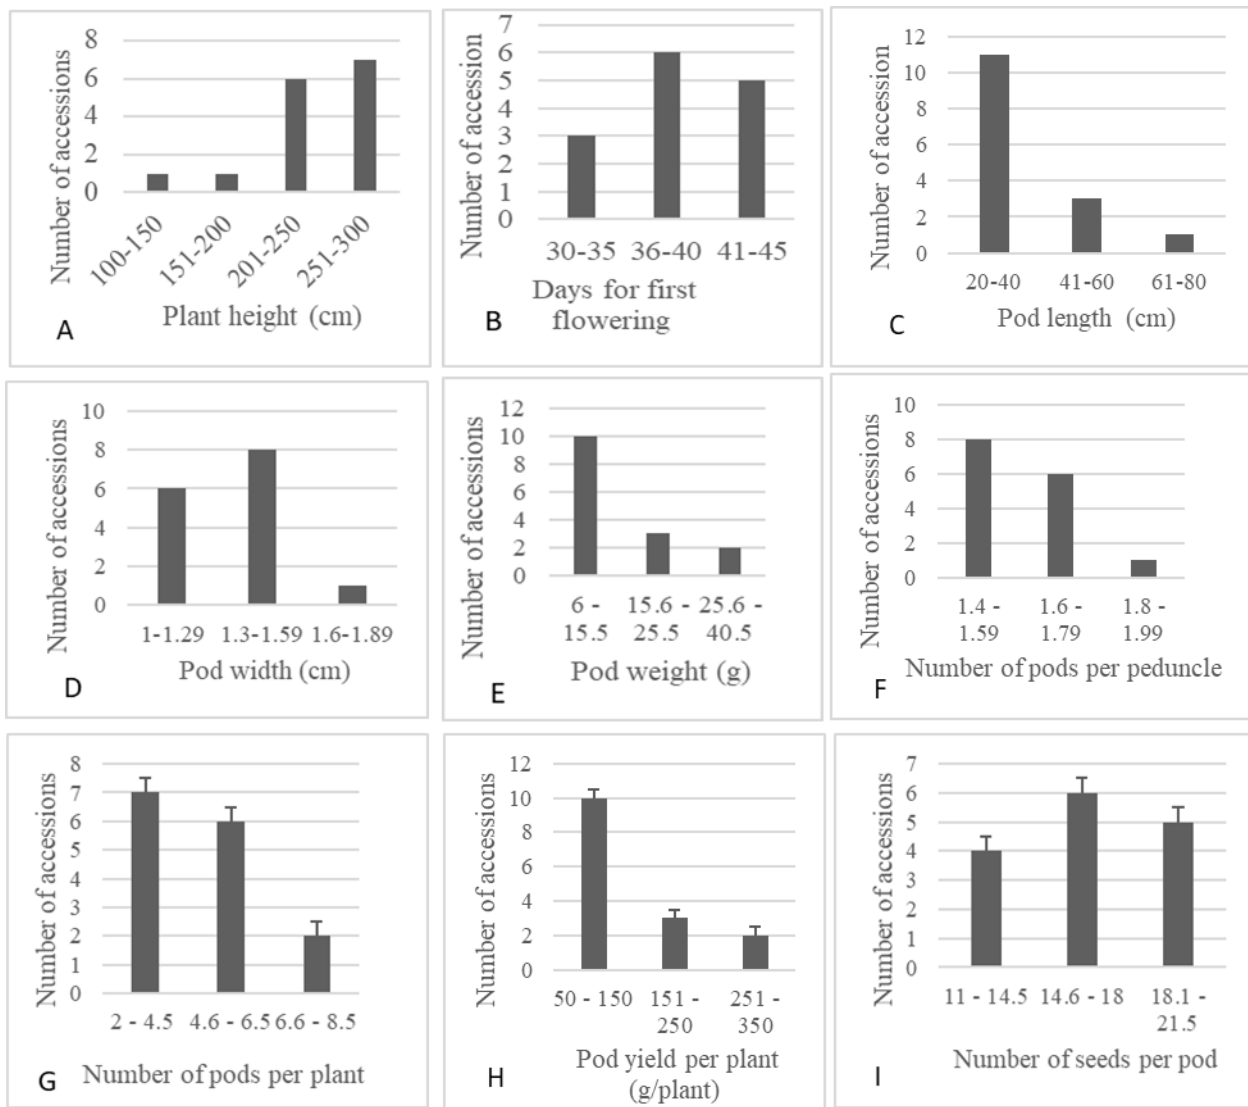 Number of accessions
8
6
4
2
0
100-150
151-200
201-250
251-300
Plant height (cm)
A
Number of accession
7
6
5
4
3
2
1
0
30-35 36-40 41-45
Days for first
flowering
B
Number of accession
12
10
8
6
4
2
0
20-40 41-60 61-80
Pod length (cm)
C
Number of accessions
10
8
6
4
2
0
1-1.29 1.3-1.59 1.6-1.89
Pod width (cm)
D
Number of accessions
12
10
8
6
4
2
0
6 - 15.6 - 25.6 -
15.5 25.5 40.5
Pod weight (g)
E
Number of accessions
10
8
6
4
2
0
1.4 - 1.6 - 1.8 -
1.59 1.79 1.99
Number of pods per peduncle
F
Number of accessions
8
7
6
5
4
3
2
1
0
2 - 4.5 4.6 - 6.5 6.6 - 8.5
Number of pods per plant
G
Number of accessions
12
10
8
6
4
2
0
50 - 150 151 - 251 -
250 350
Pod yield per plant
(g/plant)
H
Number of accessions
7
6
5
4
3
2
1
0
11 - 14.5 14.6 - 18 18.1 -
21.5
Number of seeds per pod
I